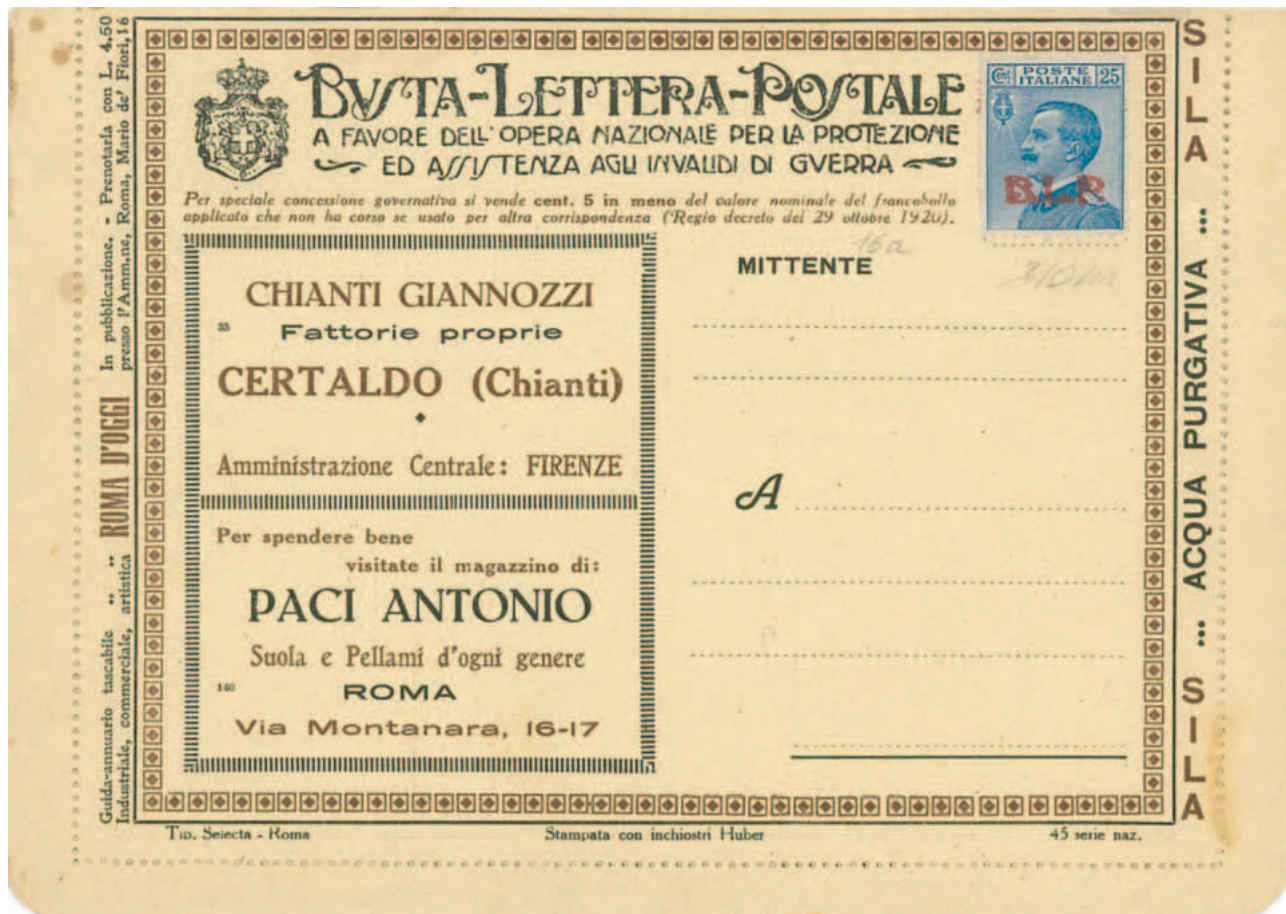 BUSTA-LETTERA-POSTALE
A FAVORE DELL'OPERA NAZIONALE PER LA PROTEZIONE
ED ASSISTENZA AGLI INVALIDI DI GVERRA
Per speciale concessione governativa si vende cent. 5 in meno del valore nominale del francobollo
applicato che non ha corso se usato per altra corrispondenza (Regio decreto del 29 ottobre 1920).
Cent POSTE ITALIANE 25
B.L.P
16a
MITTENTE
CHIANTI GIANNOZZI
35
Fattorie proprie
CERTALDO (Chianti)
Amministrazione Centrale: FIRENZE
A
Per spendere bene
visitate il magazzino di:
PACI ANTONIO
Suola e Pellami d'ogni genere
140
ROMA
Via Montanara, 16-17
Tip. Selecta - Roma
Stampata con inchiostri Huber
45 serie naz.
Guida-annuario tascabile .. .. ROMA D'OGGI In pubblicazione. - Prenotarla con L. 4.50
Industriale, commerciale, artistica presso l'Amm.ne, Roma, Mario de' Fiori, 16
SILA ... ACQUA PURGATIVA ... SILA